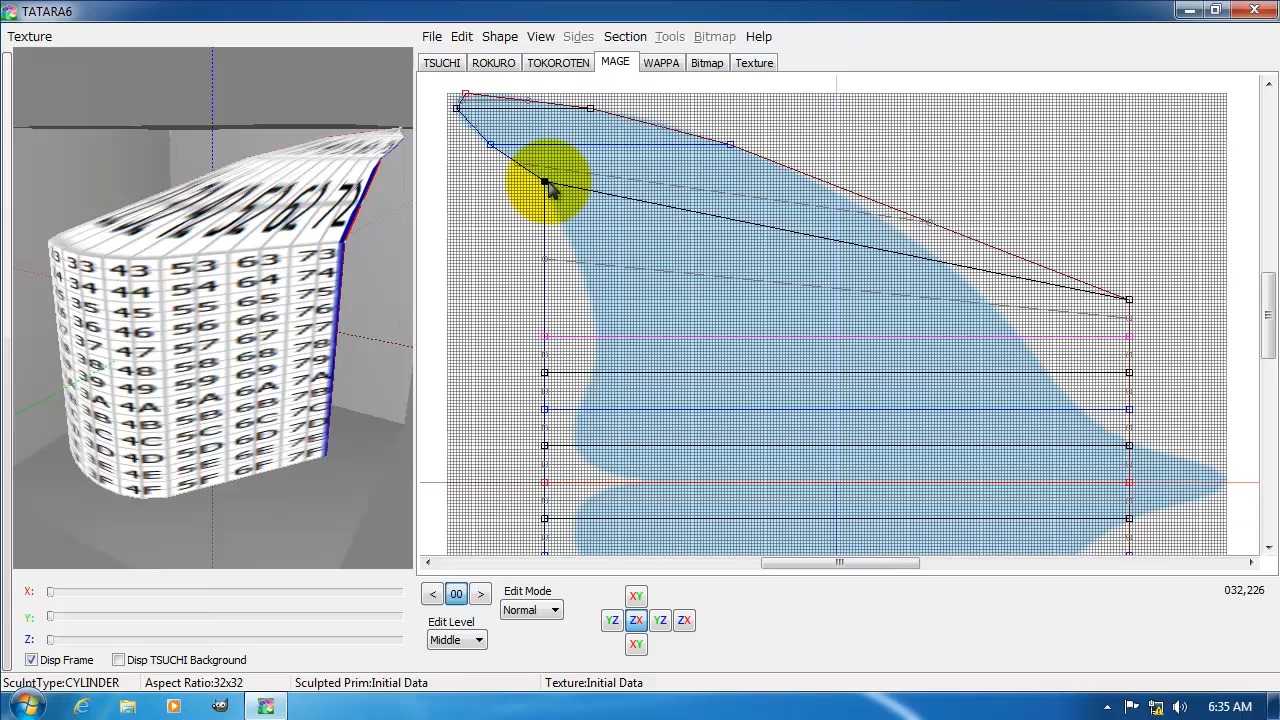 TATARA6
Texture
File Edit Shape View Sides Section Tools Bitmap Help
TSUCHI ROKURO TOKOROTEN MAGE WAPPA Bitmap Texture
33 43 53 63 73
34 44 54 64 74
35 45 55 65 75
36 46 56 66 76
37 47 57 67 77
38 48 58 68 78
39 49 59 69 79
4A 5A 6A 7A
4B 5B 6B
4C 5C 6C
4D 5D 6D
4E 5E 6E
4F 5F 6F
X:
Y:
Z:
Disp Frame Disp TSUCHI Background
< 00 >
Edit Mode
Normal
Edit Level
Middle
XY
YZ ZX YZ ZX
XY
032,226
SculptType:CYLINDER Aspect Ratio:32x32 Sculpted Prim:Initial Data Texture:Initial Data
6:35 AM